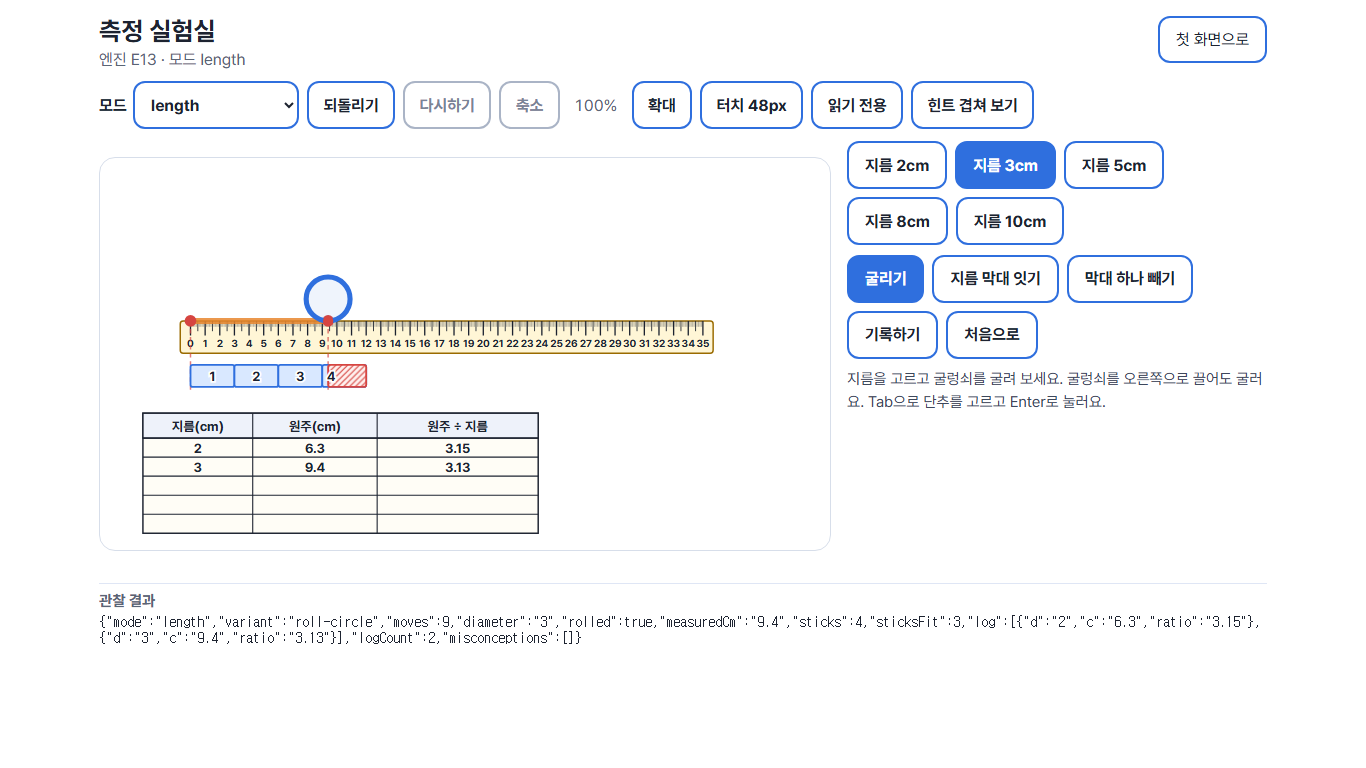 측정 실험실
엔진 E13 · 모드 length
첫 화면으로
모드 length 되돌리기 다시하기 축소 100% 확대 터치 48px 읽기 전용 힌트 겹쳐 보기
지름 2cm 지름 3cm 지름 5cm
지름 8cm 지름 10cm
굴리기 지름 막대 잇기 막대 하나 빼기
기록하기 처음으로
지름을 고르고 굴렁쇠를 굴려 보세요. 굴렁쇠를 오른쪽으로 끌어도 굴러
요. Tab으로 단추를 고르고 Enter로 눌러요.
0 1 2 3 4 5 6 7 8 9 10 11 12 13 14 15 16 17 18 19 20 21 22 23 24 25 26 27 28 29 30 31 32 33 34 35
1 2 3 4
지름(cm) 원주(cm) 원주 ÷ 지름
2 6.3 3.15
3 9.4 3.13
관찰 결과
{"mode":"length","variant":"roll-circle","moves":9,"diameter":"3","rolled":true,"measuredCm":"9.4","sticks":4,"sticksFit":3,"log":[{"d":"2","c":"6.3","ratio":"3.15"},
{"d":"3","c":"9.4","ratio":"3.13"}],"logCount":2,"misconceptions":[]}